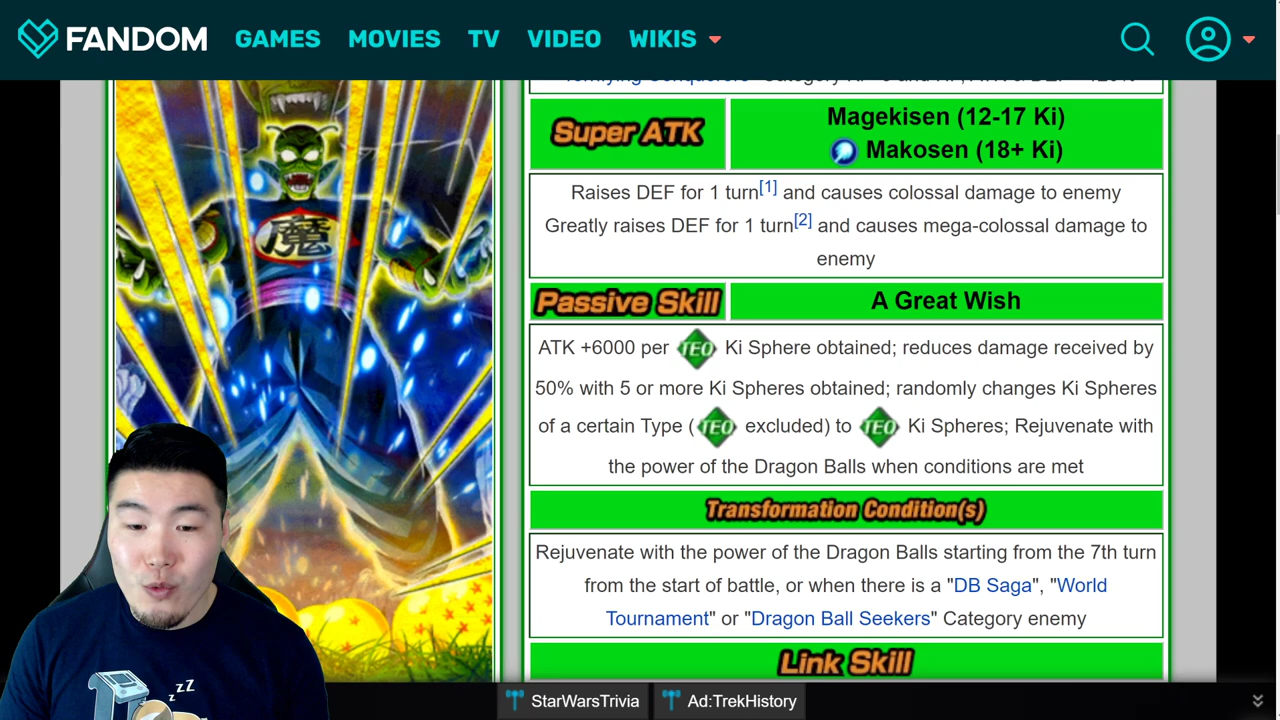 FANDOM GAMES MOVIES TV VIDEO WIKIS
Super ATK
Magekisen (12-17 Ki)
Makosen (18+ Ki)
Raises DEF for 1 turn[1] and causes colossal damage to enemy
Greatly raises DEF for 1 turn[2] and causes mega-colossal damage to
enemy
Passive Skill
A Great Wish
ATK +6000 per TEQ Ki Sphere obtained; reduces damage received by
50% with 5 or more Ki Spheres obtained; randomly changes Ki Spheres
of a certain Type (TEQ excluded) to TEQ Ki Spheres; Rejuvenate with
the power of the Dragon Balls when conditions are met
Transformation Condition(s)
Rejuvenate with the power of the Dragon Balls starting from the 7th turn
from the start of battle, or when there is a "DB Saga", "World
Tournament" or "Dragon Ball Seekers" Category enemy
Link Skill
魔
zzZ
StarWarsTrivia
Ad:TrekHistory